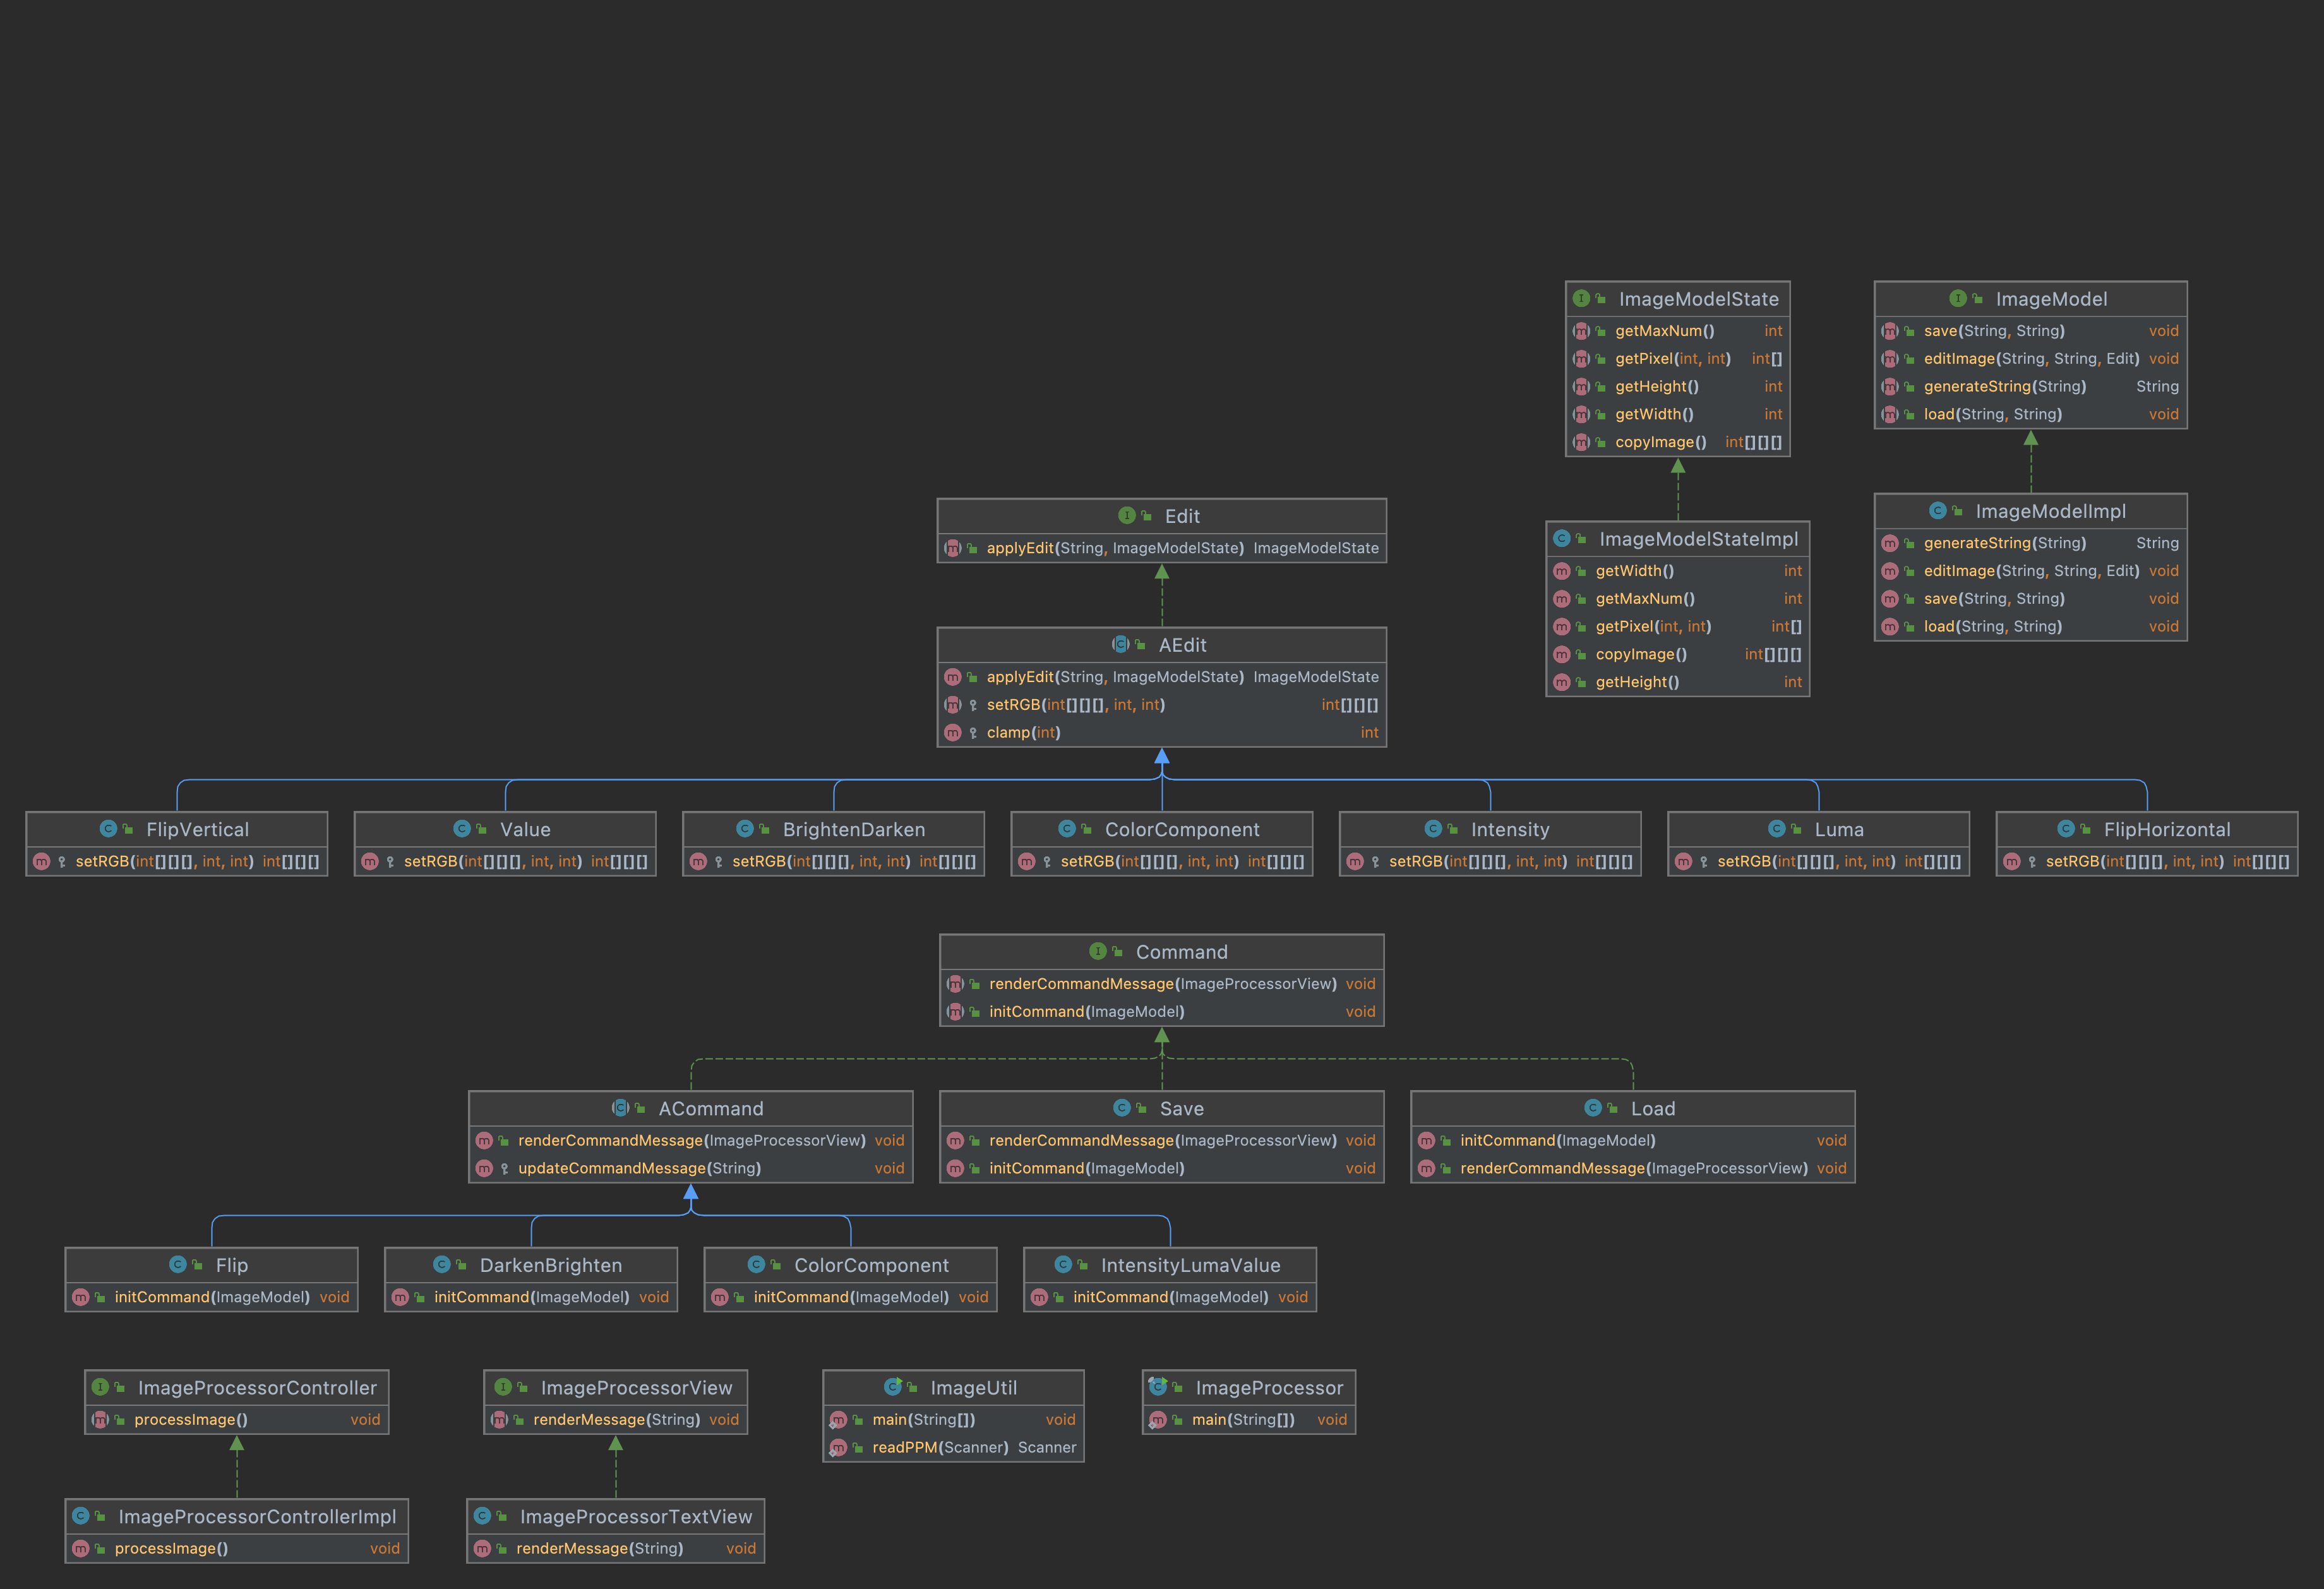 ImageModelState
getMaxNum() int
getPixel(int, int) int[]
getHeight() int
getWidth() int
copyImage() int[][][]
ImageModel
save(String, String) void
editImage(String, String, Edit) void
generateString(String) String
load(String, String) void
Edit
applyEdit(String, ImageModelState) ImageModelState
ImageModelStateImpl
getWidth() int
getMaxNum() int
getPixel(int, int) int[]
copyImage() int[][][]
getHeight() int
ImageModelImpl
generateString(String) String
editImage(String, String, Edit) void
save(String, String) void
load(String, String) void
AEdit
applyEdit(String, ImageModelState) ImageModelState
setRGB(int[][][], int, int) int[][][]
clamp(int) int
FlipVertical
setRGB(int[][][], int, int) int[][][]
Value
setRGB(int[][][], int, int) int[][][]
BrightenDarken
setRGB(int[][][], int, int) int[][][]
ColorComponent
setRGB(int[][][], int, int) int[][][]
Intensity
setRGB(int[][][], int, int) int[][][]
Luma
setRGB(int[][][], int, int) int[][][]
FlipHorizontal
setRGB(int[][][], int, int) int[][][]
Command
renderCommandMessage(ImageProcessorView) void
initCommand(ImageModel) void
ACommand
renderCommandMessage(ImageProcessorView) void
updateCommandMessage(String) void
Save
renderCommandMessage(ImageProcessorView) void
initCommand(ImageModel) void
Load
initCommand(ImageModel) void
renderCommandMessage(ImageProcessorView) void
Flip
initCommand(ImageModel) void
DarkenBrighten
initCommand(ImageModel) void
ColorComponent
initCommand(ImageModel) void
IntensityLumaValue
initCommand(ImageModel) void
ImageProcessorController
processImage() void
ImageProcessorView
renderMessage(String) void
ImageUtil
main(String[]) void
readPPM(Scanner) Scanner
ImageProcessor
main(String[]) void
ImageProcessorControllerImpl
processImage() void
ImageProcessorTextView
renderMessage(String) void